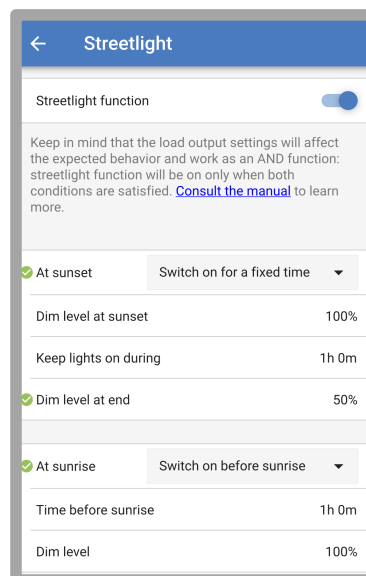 Streetlight
Streetlight function
Keep in mind that the load output settings will affect
the expected behavior and work as an AND function:
streetlight function will be on only when both
conditions are satisfied. Consult the manual to learn
more.
At sunset Switch on for a fixed time
Dim level at sunset 100%
Keep lights on during 1h 0m
Dim level at end 50%
At sunrise Switch on before sunrise
Time before sunrise 1h 0m
Dim level 100%